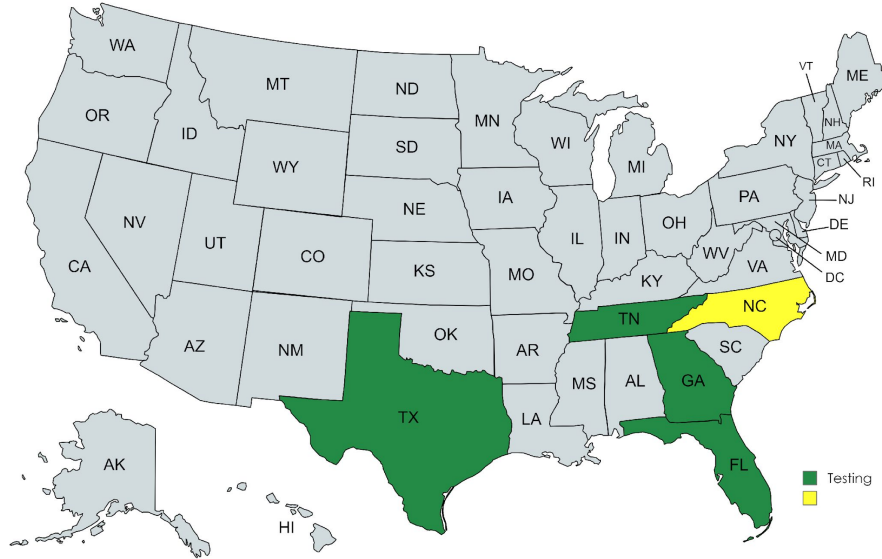 WA
MT
ND
MN
VT
ME
OR
ID
SD
WI
NY
NH
MA
WY
MI
CT
RI
IA
PA
NJ
NE
OH
NV
IL
IN
DE
UT
WV
MD
CO
CA
KS
MO
KY
VA
DC
NC
TN
OK
AZ
NM
AR
SC
MS
AL
GA
TX
LA
AK
FL
Testing
HI